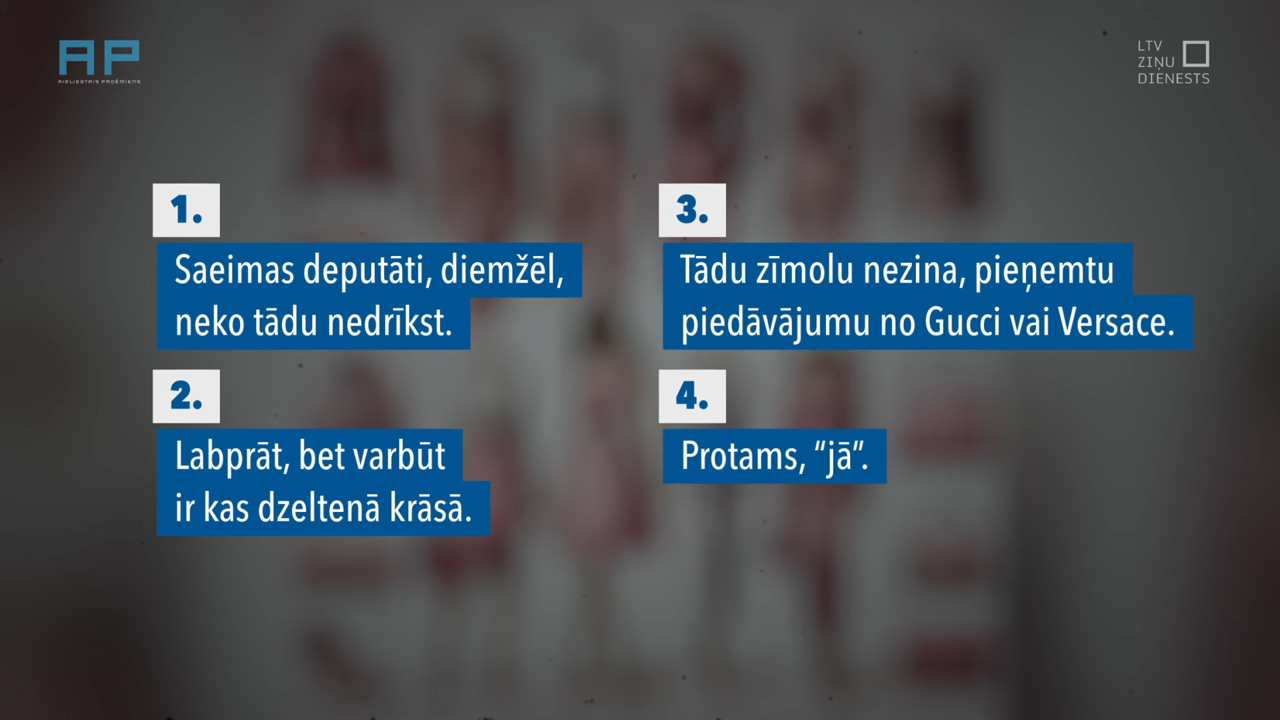 AP
AIZLIEGTAIS PAŅĒMIENS
LTV
ZIŅU
DIENESTS
1.
Saeimas deputāti, diemžēl,
neko tādu nedrīkst.
2.
Labprāt, bet varbūt
ir kas dzeltenā krāsā.
3.
Tādu zīmolu nezina, pieņemtu
piedāvājumu no Gucci vai Versace.
4.
Protams, “jā”.